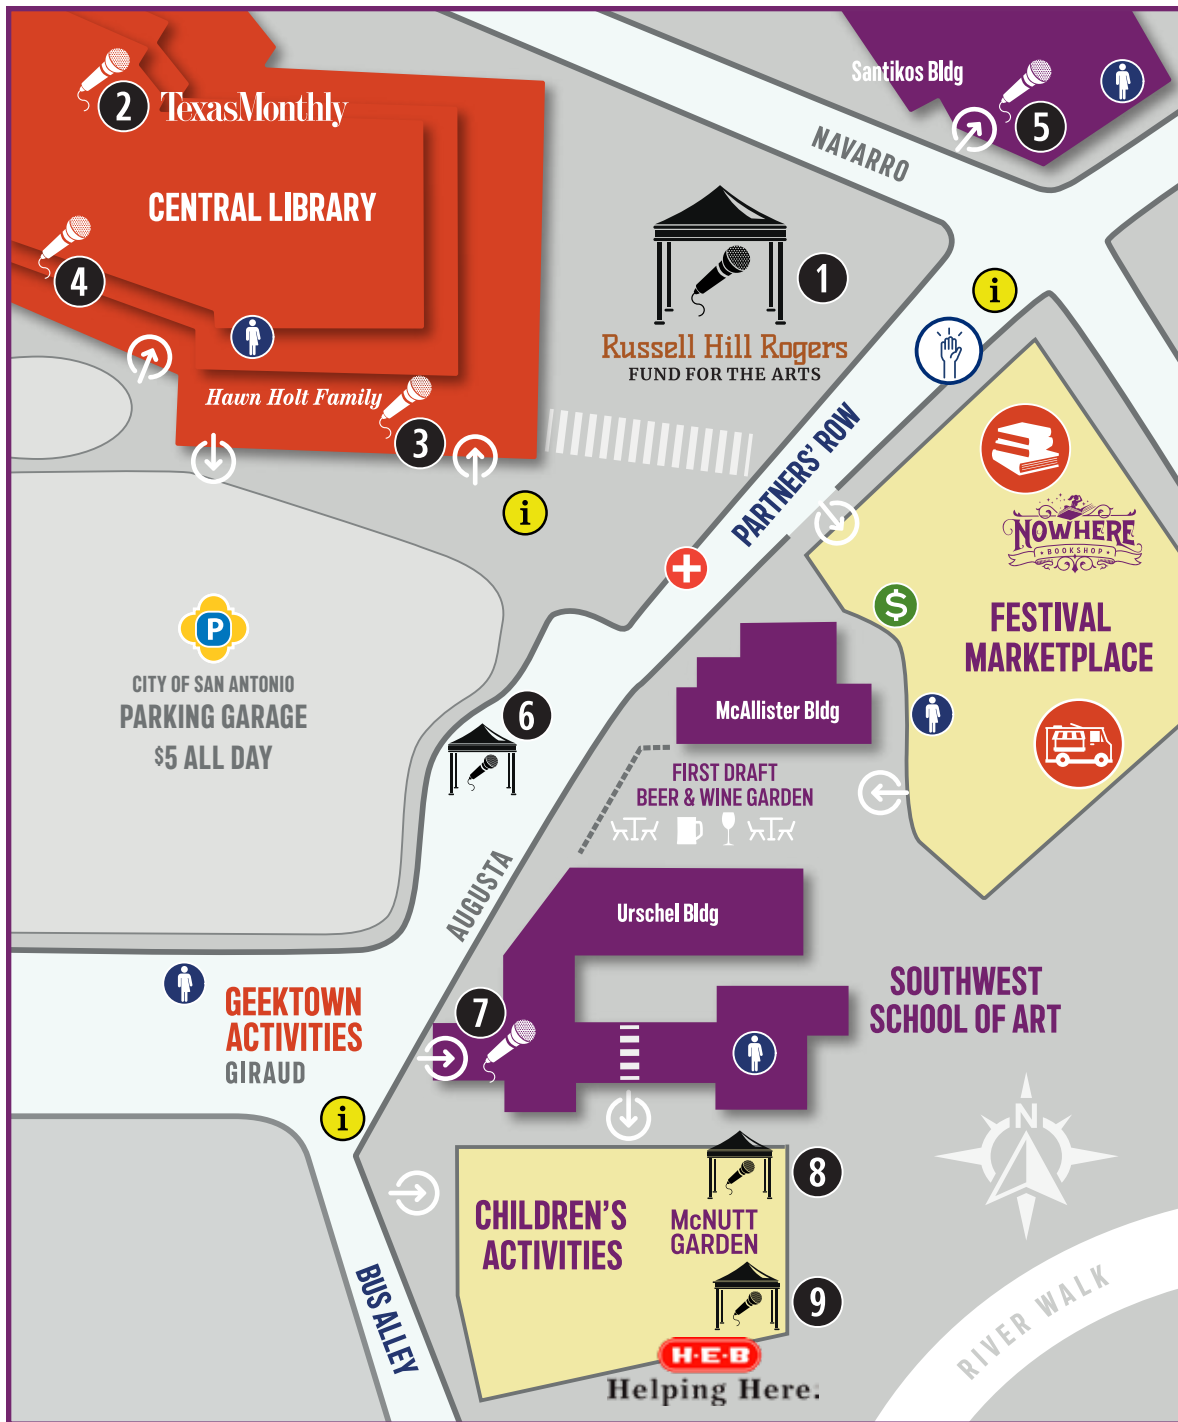 Santikos Bldg
5
2
TexasMonthly
NAVARRO
CENTRAL LIBRARY
4
1
i
Russell Hill Rogers
FUND FOR THE ARTS
Hawn Holt Family
3
PARTNERS' ROW
i
NOWHERE
• BOOKSHOP •
$
P
FESTIVAL
MARKETPLACE
CITY OF SAN ANTONIO
PARKING GARAGE
$5 ALL DAY
6
McAllister Bldg
FIRST DRAFT
BEER & WINE GARDEN
AUGUSTA
Urschel Bldg
SOUTHWEST
SCHOOL OF ART
GEEKTOWN
ACTIVITIES
GIRAUD
7
i
N
8
CHILDREN'S
ACTIVITIES
McNUTT
GARDEN
9
BUS ALLEY
RIVER WALK
H-E-B
Helping Here.